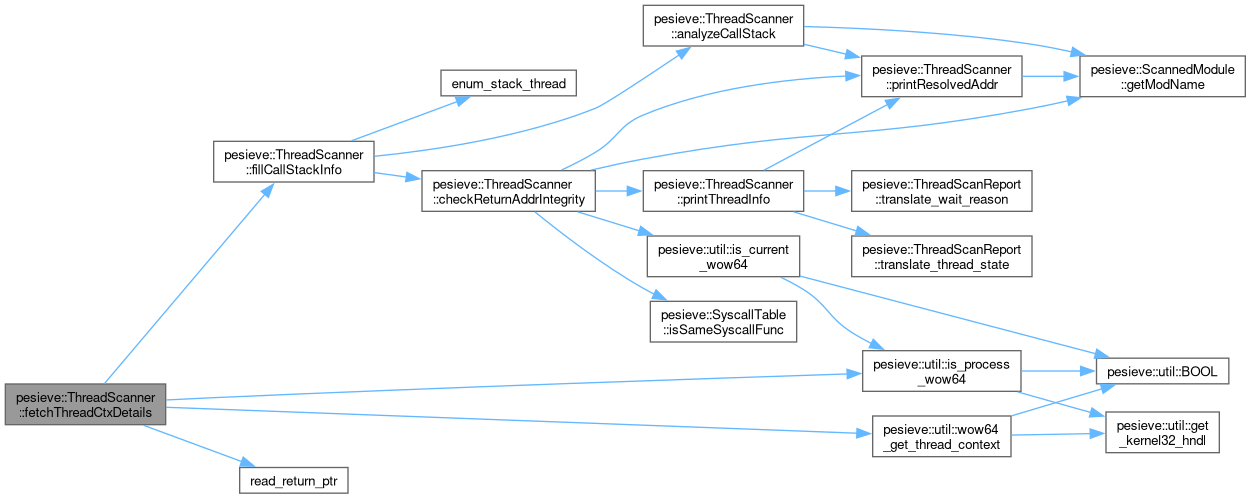 pesieve::ThreadScanner
::analyzeCallStack
pesieve::ThreadScanner
::printResolvedAddr
pesieve::ScannedModule
::getModName
enum_stack_thread
pesieve::ThreadScanner
::fillCallStackInfo
pesieve::ThreadScanner
::checkReturnAddrIntegrity
pesieve::ThreadScanner
::printThreadInfo
pesieve::ThreadScanReport
::translate_wait_reason
pesieve::util::is_current
_wow64
pesieve::ThreadScanReport
::translate_thread_state
pesieve::SyscallTable
::isSameSyscallFunc
pesieve::util::is_process
_wow64
pesieve::util::BOOL
pesieve::ThreadScanner
::fetchThreadCtxDetails
pesieve::util::wow64
_get_thread_context
pesieve::util::get
_kernel32_hndl
read_return_ptr